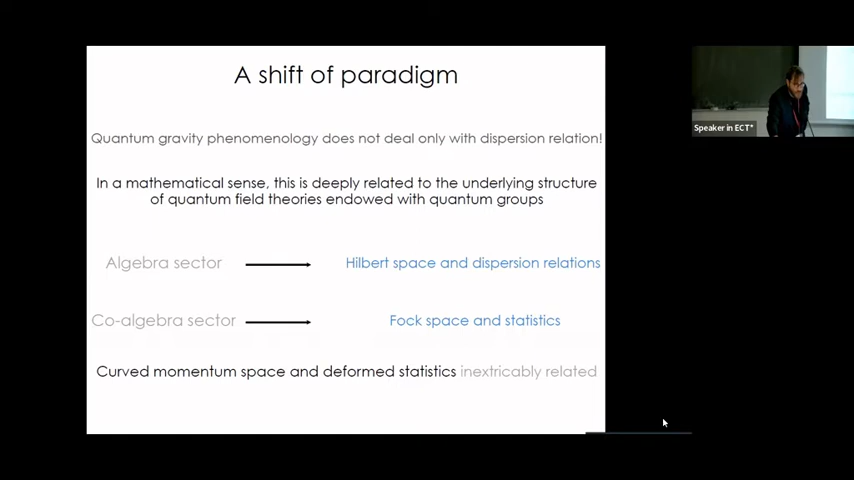 A shift of paradigm
Quantum gravity phenomenology does not deal only with dispersion relation!
In a mathematical sense, this is deeply related to the underlying structure
of quantum field theories endowed with quantum groups
Algebra sector
Hilbert space and dispersion relations
Co-algebra sector
Fock space and statistics
Curved momentum space and deformed statistics inextricably related
Speaker in ECT*